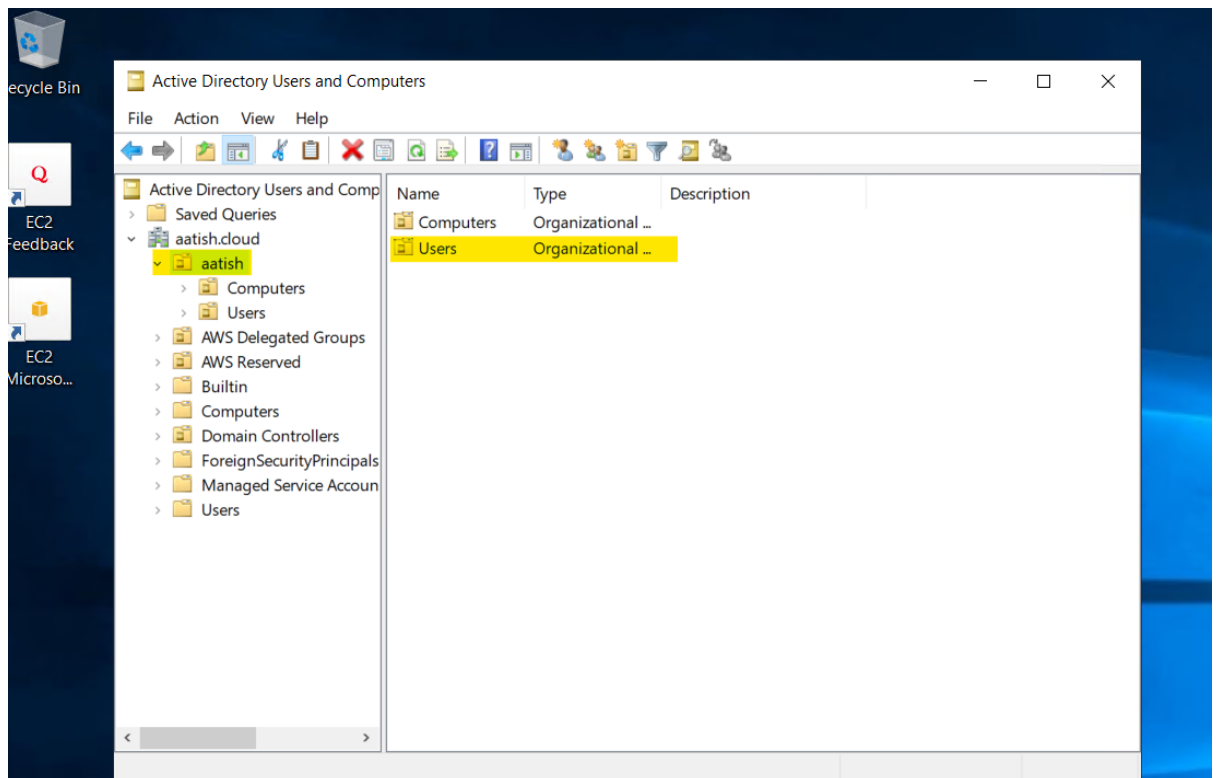 ecycle Bin
Q
EC2
Feedback
EC2
Microso...
Active Directory Users and Computers
File Action View Help
Active Directory Users and Comp
Saved Queries
aatish.cloud
aatish
Computers
Users
AWS Delegated Groups
AWS Reserved
Builtin
Computers
Domain Controllers
ForeignSecurityPrincipals
Managed Service Accoun
Users
Name Type Description
Computers Organizational ...
Users Organizational ...